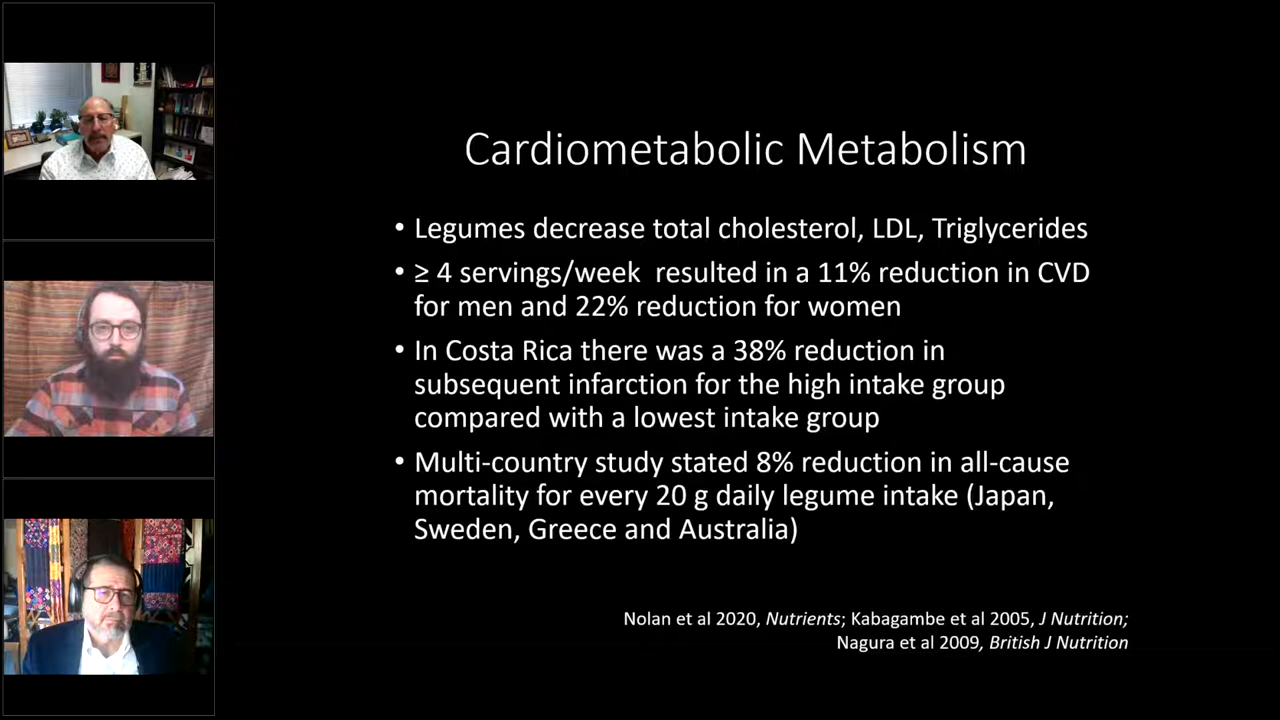 Cardiometabolic Metabolism
• Legumes decrease total cholesterol, LDL, Triglycerides
• ≥ 4 servings/week resulted in a 11% reduction in CVD
for men and 22% reduction for women
• In Costa Rica there was a 38% reduction in
subsequent infarction for the high intake group
compared with a lowest intake group
• Multi-country study stated 8% reduction in all-cause
mortality for every 20 g daily legume intake (Japan,
Sweden, Greece and Australia)
Nolan et al 2020, Nutrients; Kabagambe et al 2005, J Nutrition;
Nagura et al 2009, British J Nutrition